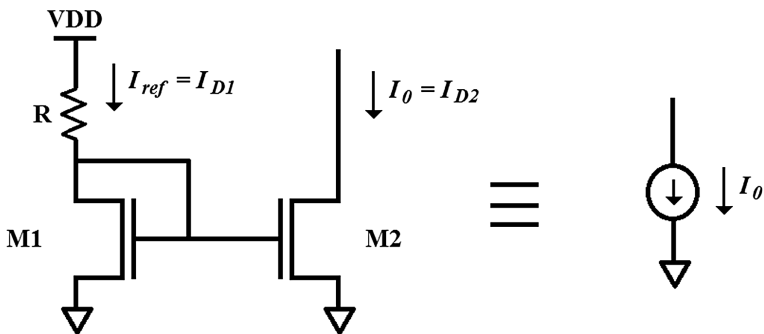 VDD
I_ref = I_D1
R
I_0 = I_D2
I_0
M1
M2